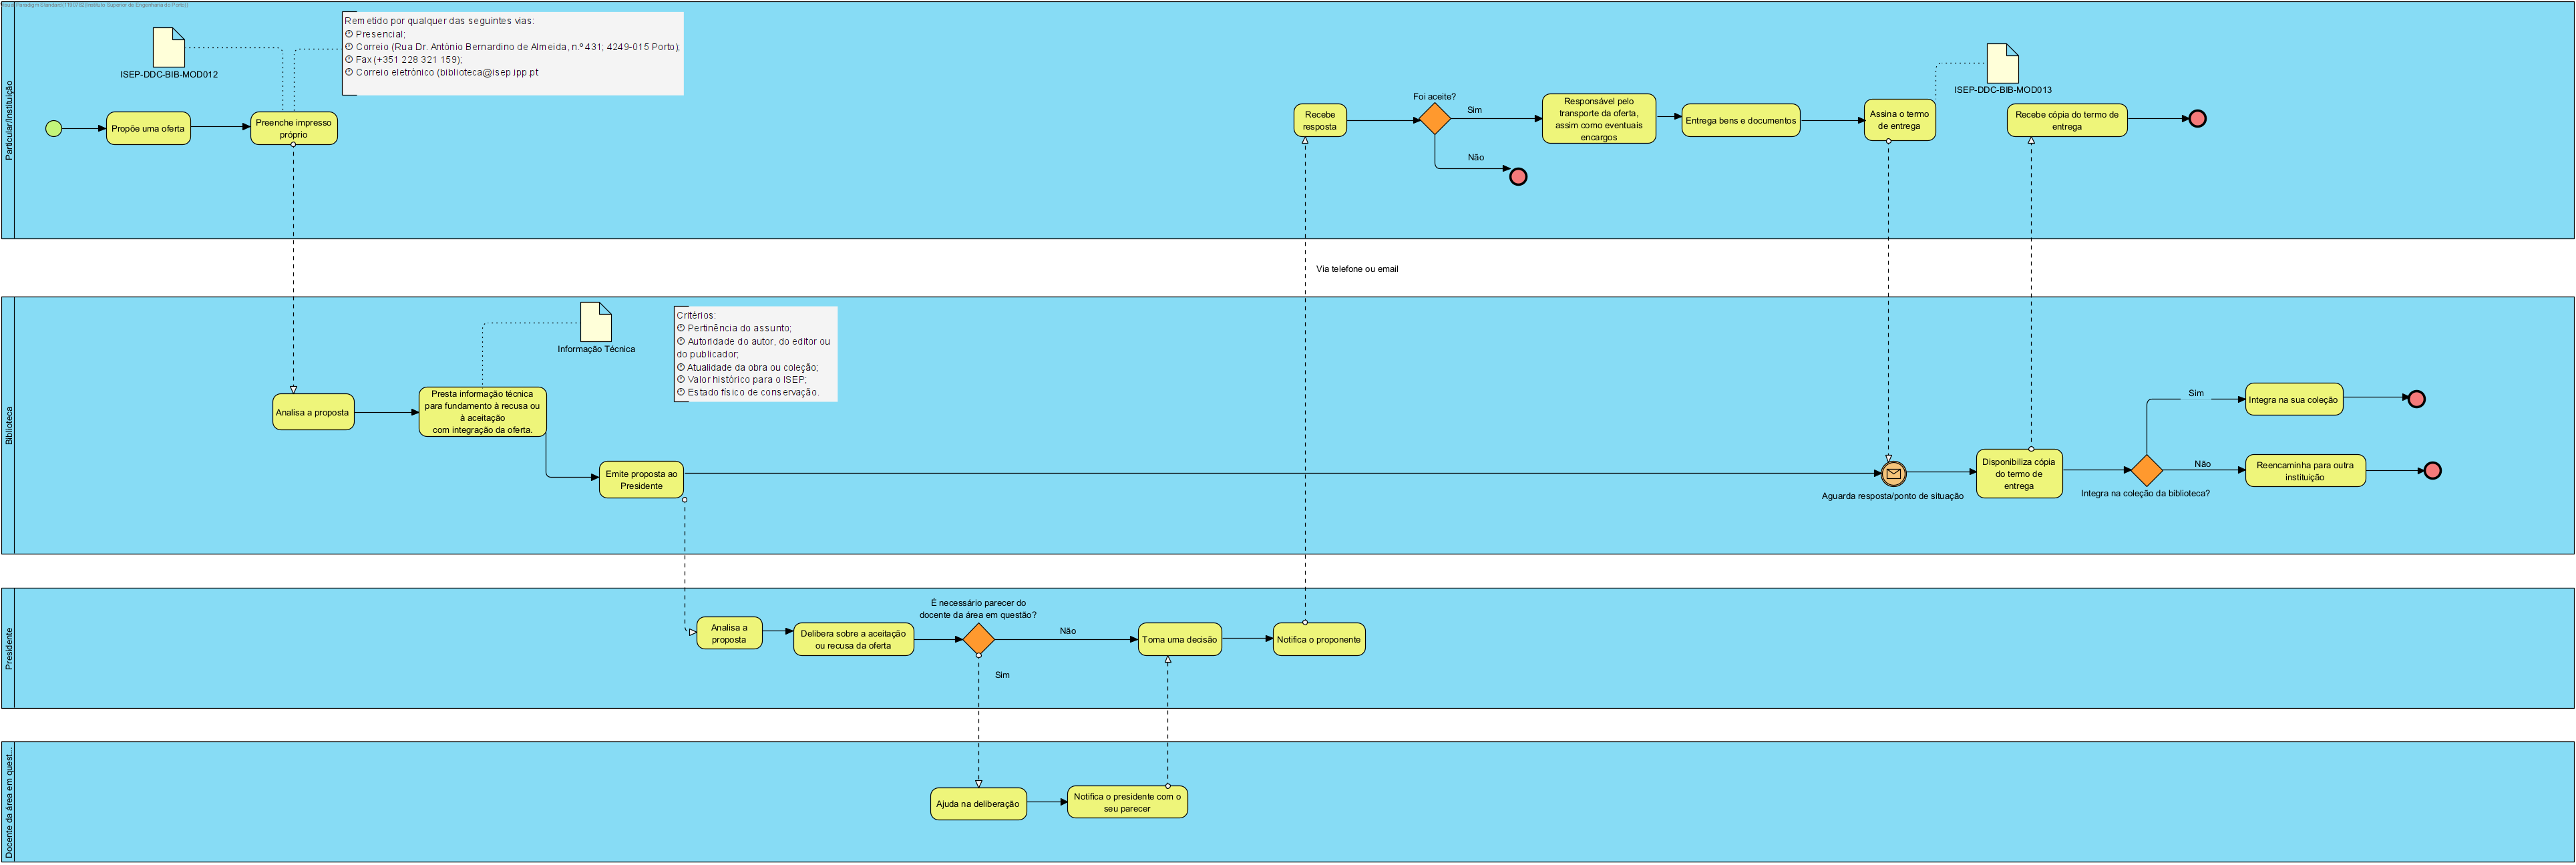 Visual Paradigm Standard(1180782(Instituto Superior de Engenharia do Porto))
Particular/Instituição
ISEP-DDC-BIB-MOD012
Remetido por qualquer das seguintes vias:
Presencial;
Correio (Rua Dr. António Bernardino de Almeida, n.º 431; 4249-015 Porto);
Fax (+351 228 321 159);
Correio eletrónico (biblioteca@isep.ipp.pt
Propõe uma oferta
Preenche impresso
próprio
Recebe
resposta
Foi aceite?
Sim
Não
Responsável pelo
transporte da oferta,
assim como eventuais
encargos
Entrega bens e documentos
Assina o termo
de entrega
ISEP-DDC-BIB-MOD013
Recebe cópia do termo de
entrega
Via telefone ou email
Biblioteca
Informação Técnica
Critérios:
Pertinência do assunto;
Autoridade do autor, do editor ou
do publicador;
Atualidade da obra ou coleção;
Valor histórico para o ISEP;
Estado físico de conservação.
Analisa a proposta
Presta informação técnica
para fundamento à recusa ou
à aceitação
com integração da oferta.
Emite proposta ao
Presidente
Aguarda resposta/ponto de situação
Disponibiliza cópia
do termo de
entrega
Integra na coleção da biblioteca?
Sim
Integra na sua coleção
Não
Reencaminha para outra
instituição
Presidente
Analisa a
proposta
Delibera sobre a aceitação
ou recusa da oferta
É necessário parecer do
docente da área em questão?
Não
Sim
Toma uma decisão
Notifica o proponente
Docente da área em quest...
Ajuda na deliberação
Notifica o presidente com o
seu parecer